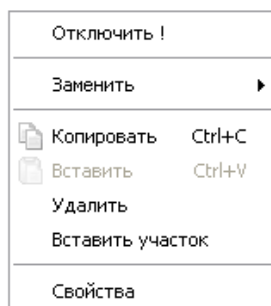 Отключить !
Заменить
Копировать Ctrl+C
Вставить Ctrl+V
Удалить
Вставить участок
Свойства